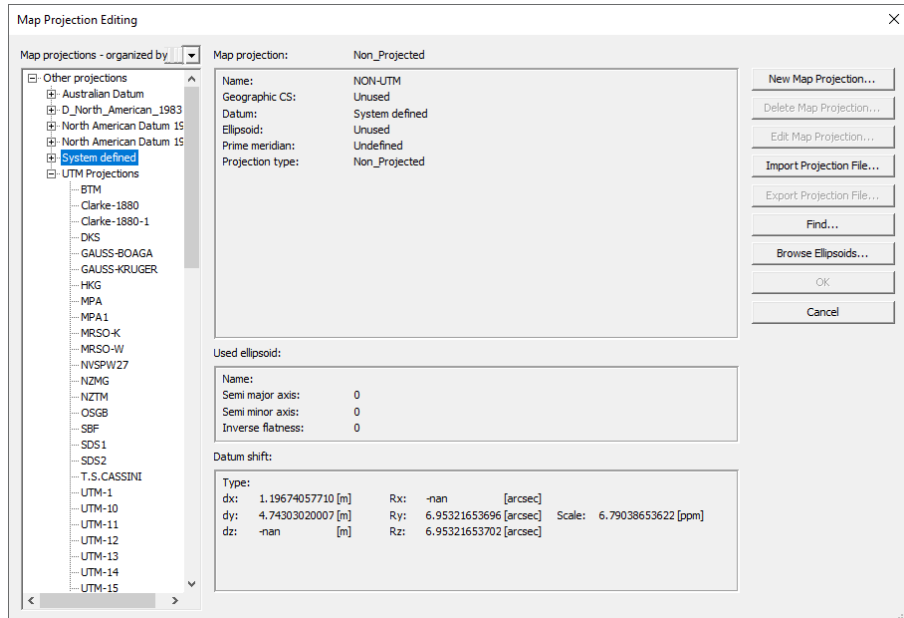 Map Projection Editing
Map projections - organized by
Other projections
Australian Datum
D_North_American_1983
North American Datum 19
North American Datum 19
System defined
UTM Projections
BTM
Clarke-1880
Clarke-1880-1
DKS
GAUSS-BOAGA
GAUSS-KRUGER
HKG
MPA
MPA1
MRSO-K
MRSO-W
NVSPW27
NZMG
NZTM
OSGB
SBF
SDS1
SDS2
T.S.CASSINI
UTM-1
UTM-10
UTM-11
UTM-12
UTM-13
UTM-14
UTM-15
Map projection: Non_Projected
Name: NON-UTM
Geographic CS: Unused
Datum: System defined
Ellipsoid: Unused
Prime meridian: Undefined
Projection type: Non_Projected
Used ellipsoid:
Name:
Semi major axis: 0
Semi minor axis: 0
Inverse flatness: 0
Datum shift:
Type:
dx: 1.19674057710 [m] Rx: -nan [arcsec]
dy: 4.74303020007 [m] Ry: 6.95321653696 [arcsec] Scale: 6.79038653622 [ppm]
dz: -nan [m] Rz: 6.95321653702 [arcsec]
New Map Projection...
Delete Map Projection...
Edit Map Projection...
Import Projection File...
Export Projection File...
Find...
Browse Ellipsoids...
OK
Cancel